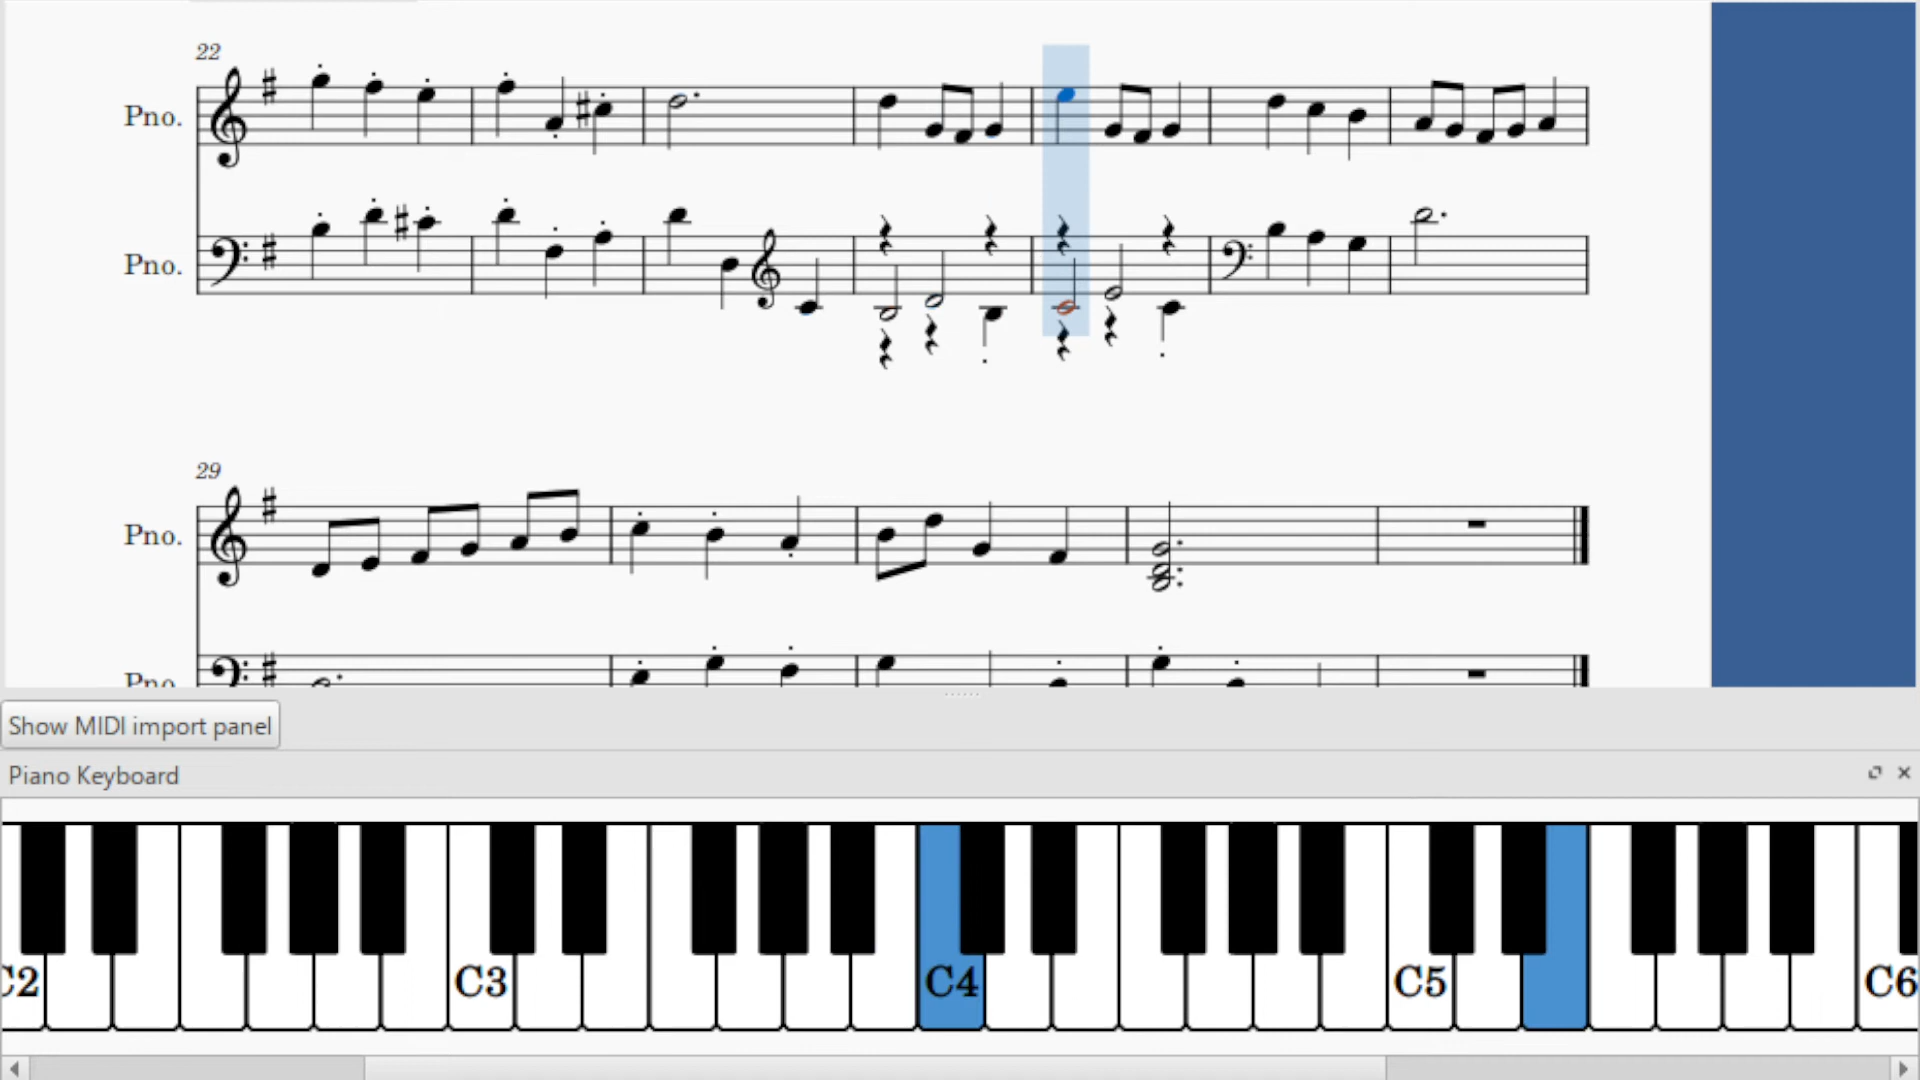 22
Pno.
Pno.
29
Pno.
Pno
Show MIDI import panel
Piano Keyboard
C2 C3 C4 C5 C6